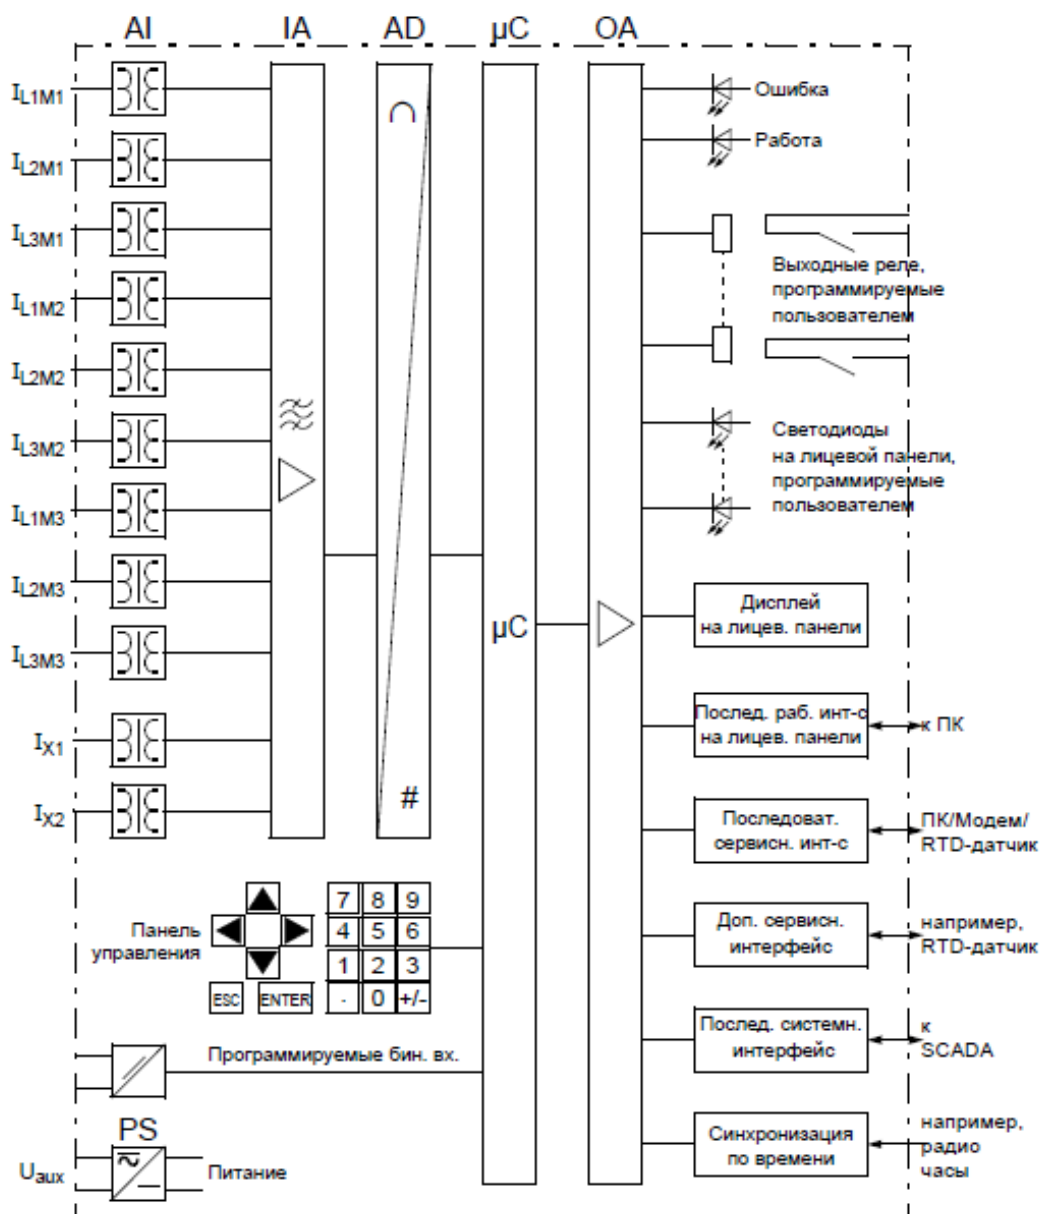 AI IA AD µC OA
I_L1M1
I_L2M1
I_L3M1
I_L1M2
I_L2M2
I_L3M2
I_L1M3
I_L2M3
I_L3M3
I_X1
I_X2
∩
#
µC
Ошибка
Работа
Выходные реле,
программируемые
пользователем
Светодиоды
на лицевой панели,
программируемые
пользователем
Дисплей
на лицев. панели
Послед. раб. инт-с
на лицев. панели
к ПК
Последоват.
сервисн. инт-с
ПК/Модем/
RTD-датчик
Доп. сервисн.
интерфейс
например,
RTD-датчик
Послед. системн.
интерфейс
к
SCADA
Синхронизация
по времени
например,
радио
часы
Панель
управления
ESC ENTER
7 8 9
4 5 6
1 2 3
. 0 +/-
Программируемые бин. вх.
PS
U_aux
Питание